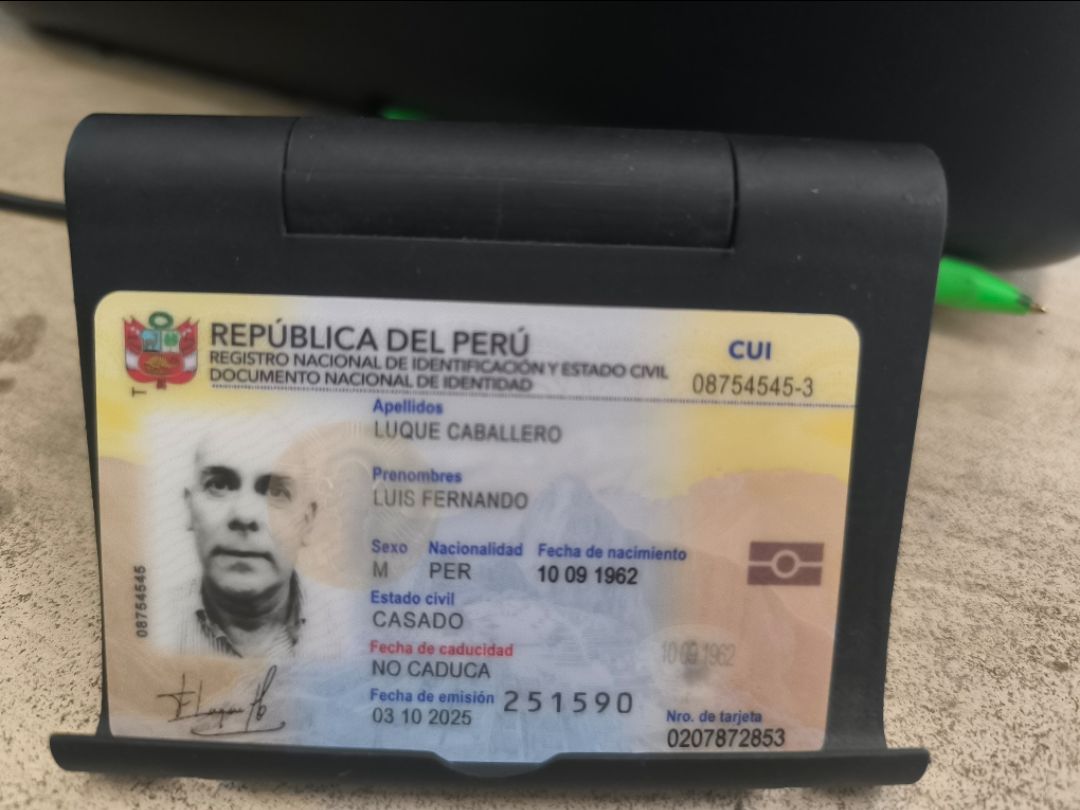 REPÚBLICA DEL PERÚ
REGISTRO NACIONAL DE IDENTIFICACIÓN Y ESTADO CIVIL
DOCUMENTO NACIONAL DE IDENTIDAD
CUI
08754545-3
T
Apellidos
LUQUE CABALLERO
Prenombres
LUIS FERNANDO
Sexo Nacionalidad Fecha de nacimiento
M PER 10 09 1962
Estado civil
CASADO
Fecha de caducidad
NO CADUCA
10 09 1962
Fecha de emisión 251590
03 10 2025
Nro. de tarjeta
0207872853
08754545